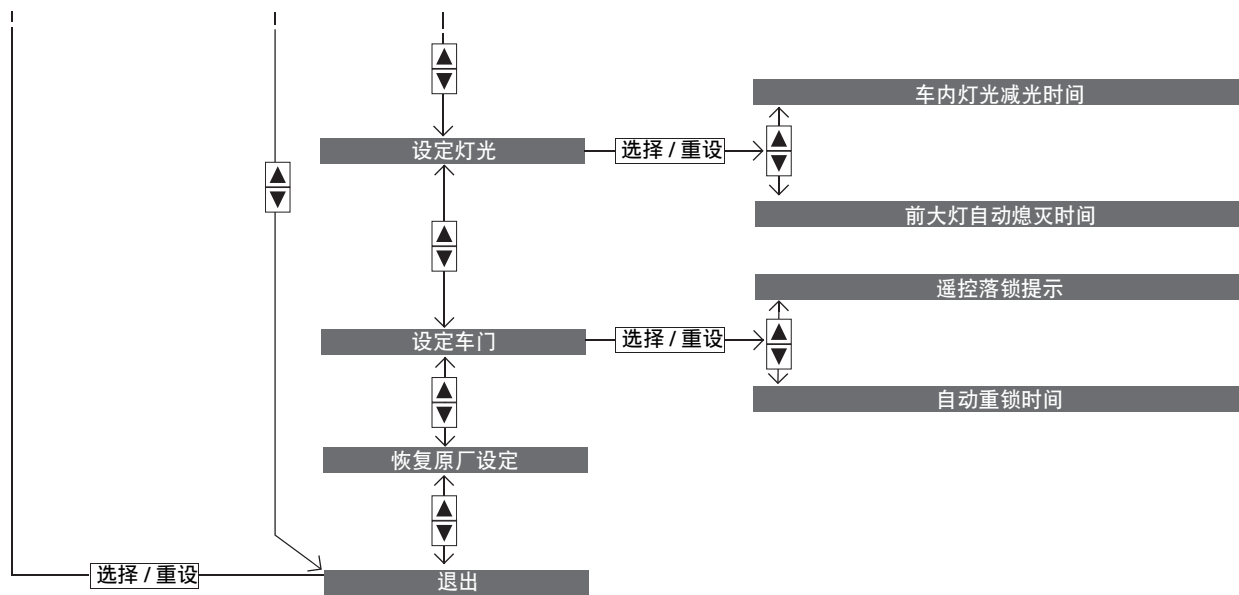 车内灯光减光时间
设定灯光
选择 / 重设
前大灯自动熄灭时间
遥控落锁提示
设定车门
选择 / 重设
自动重锁时间
恢复原厂设定
选择 / 重设
退出